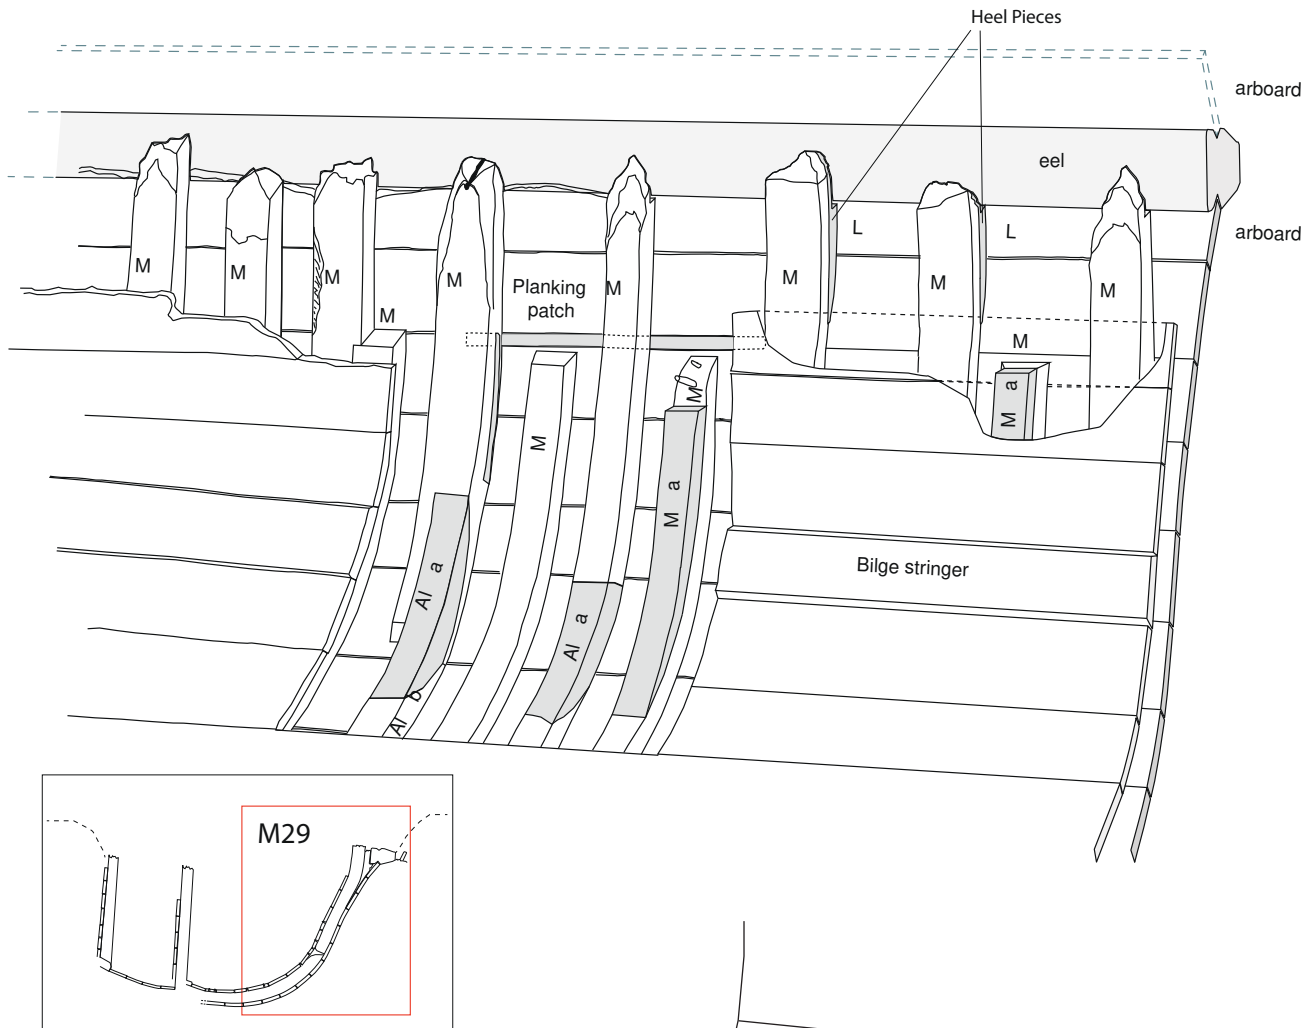 Heel Pieces
arboard
eel
L
L
arboard
M
M
M
M
M
Planking
patch
M
M
M
M
M
M
M
M a
M
M a
Al a
Al a
Al b
Bilge stringer
M29